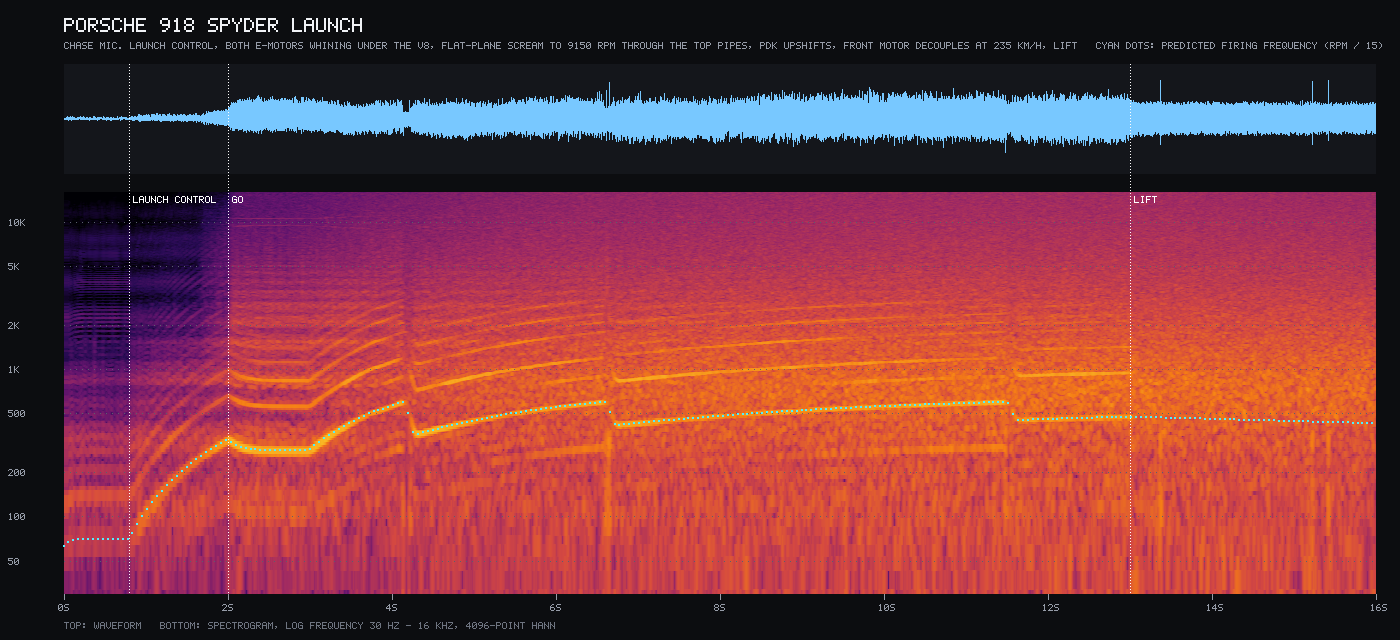 PORSCHE 918 SPYDER LAUNCH
CHASE MIC. LAUNCH CONTROL, BOTH E-MOTORS WHINING UNDER THE V8, FLAT-PLANE SCREAM TO 9150 RPM THROUGH THE TOP PIPES, PDK UPSHIFTS, FRONT MOTOR DECOUPLES AT 235 KM/H, LIFT   CYAN DOTS: PREDICTED FIRING FREQUENCY (RPM / 15)
LAUNCH CONTROL GO LIFT
10K
5K
2K
1K
500
200
100
50
0S 2S 4S 6S 8S 10S 12S 14S 16S
TOP: WAVEFORM   BOTTOM: SPECTROGRAM, LOG FREQUENCY 30 HZ - 16 KHZ, 4096-POINT HANN